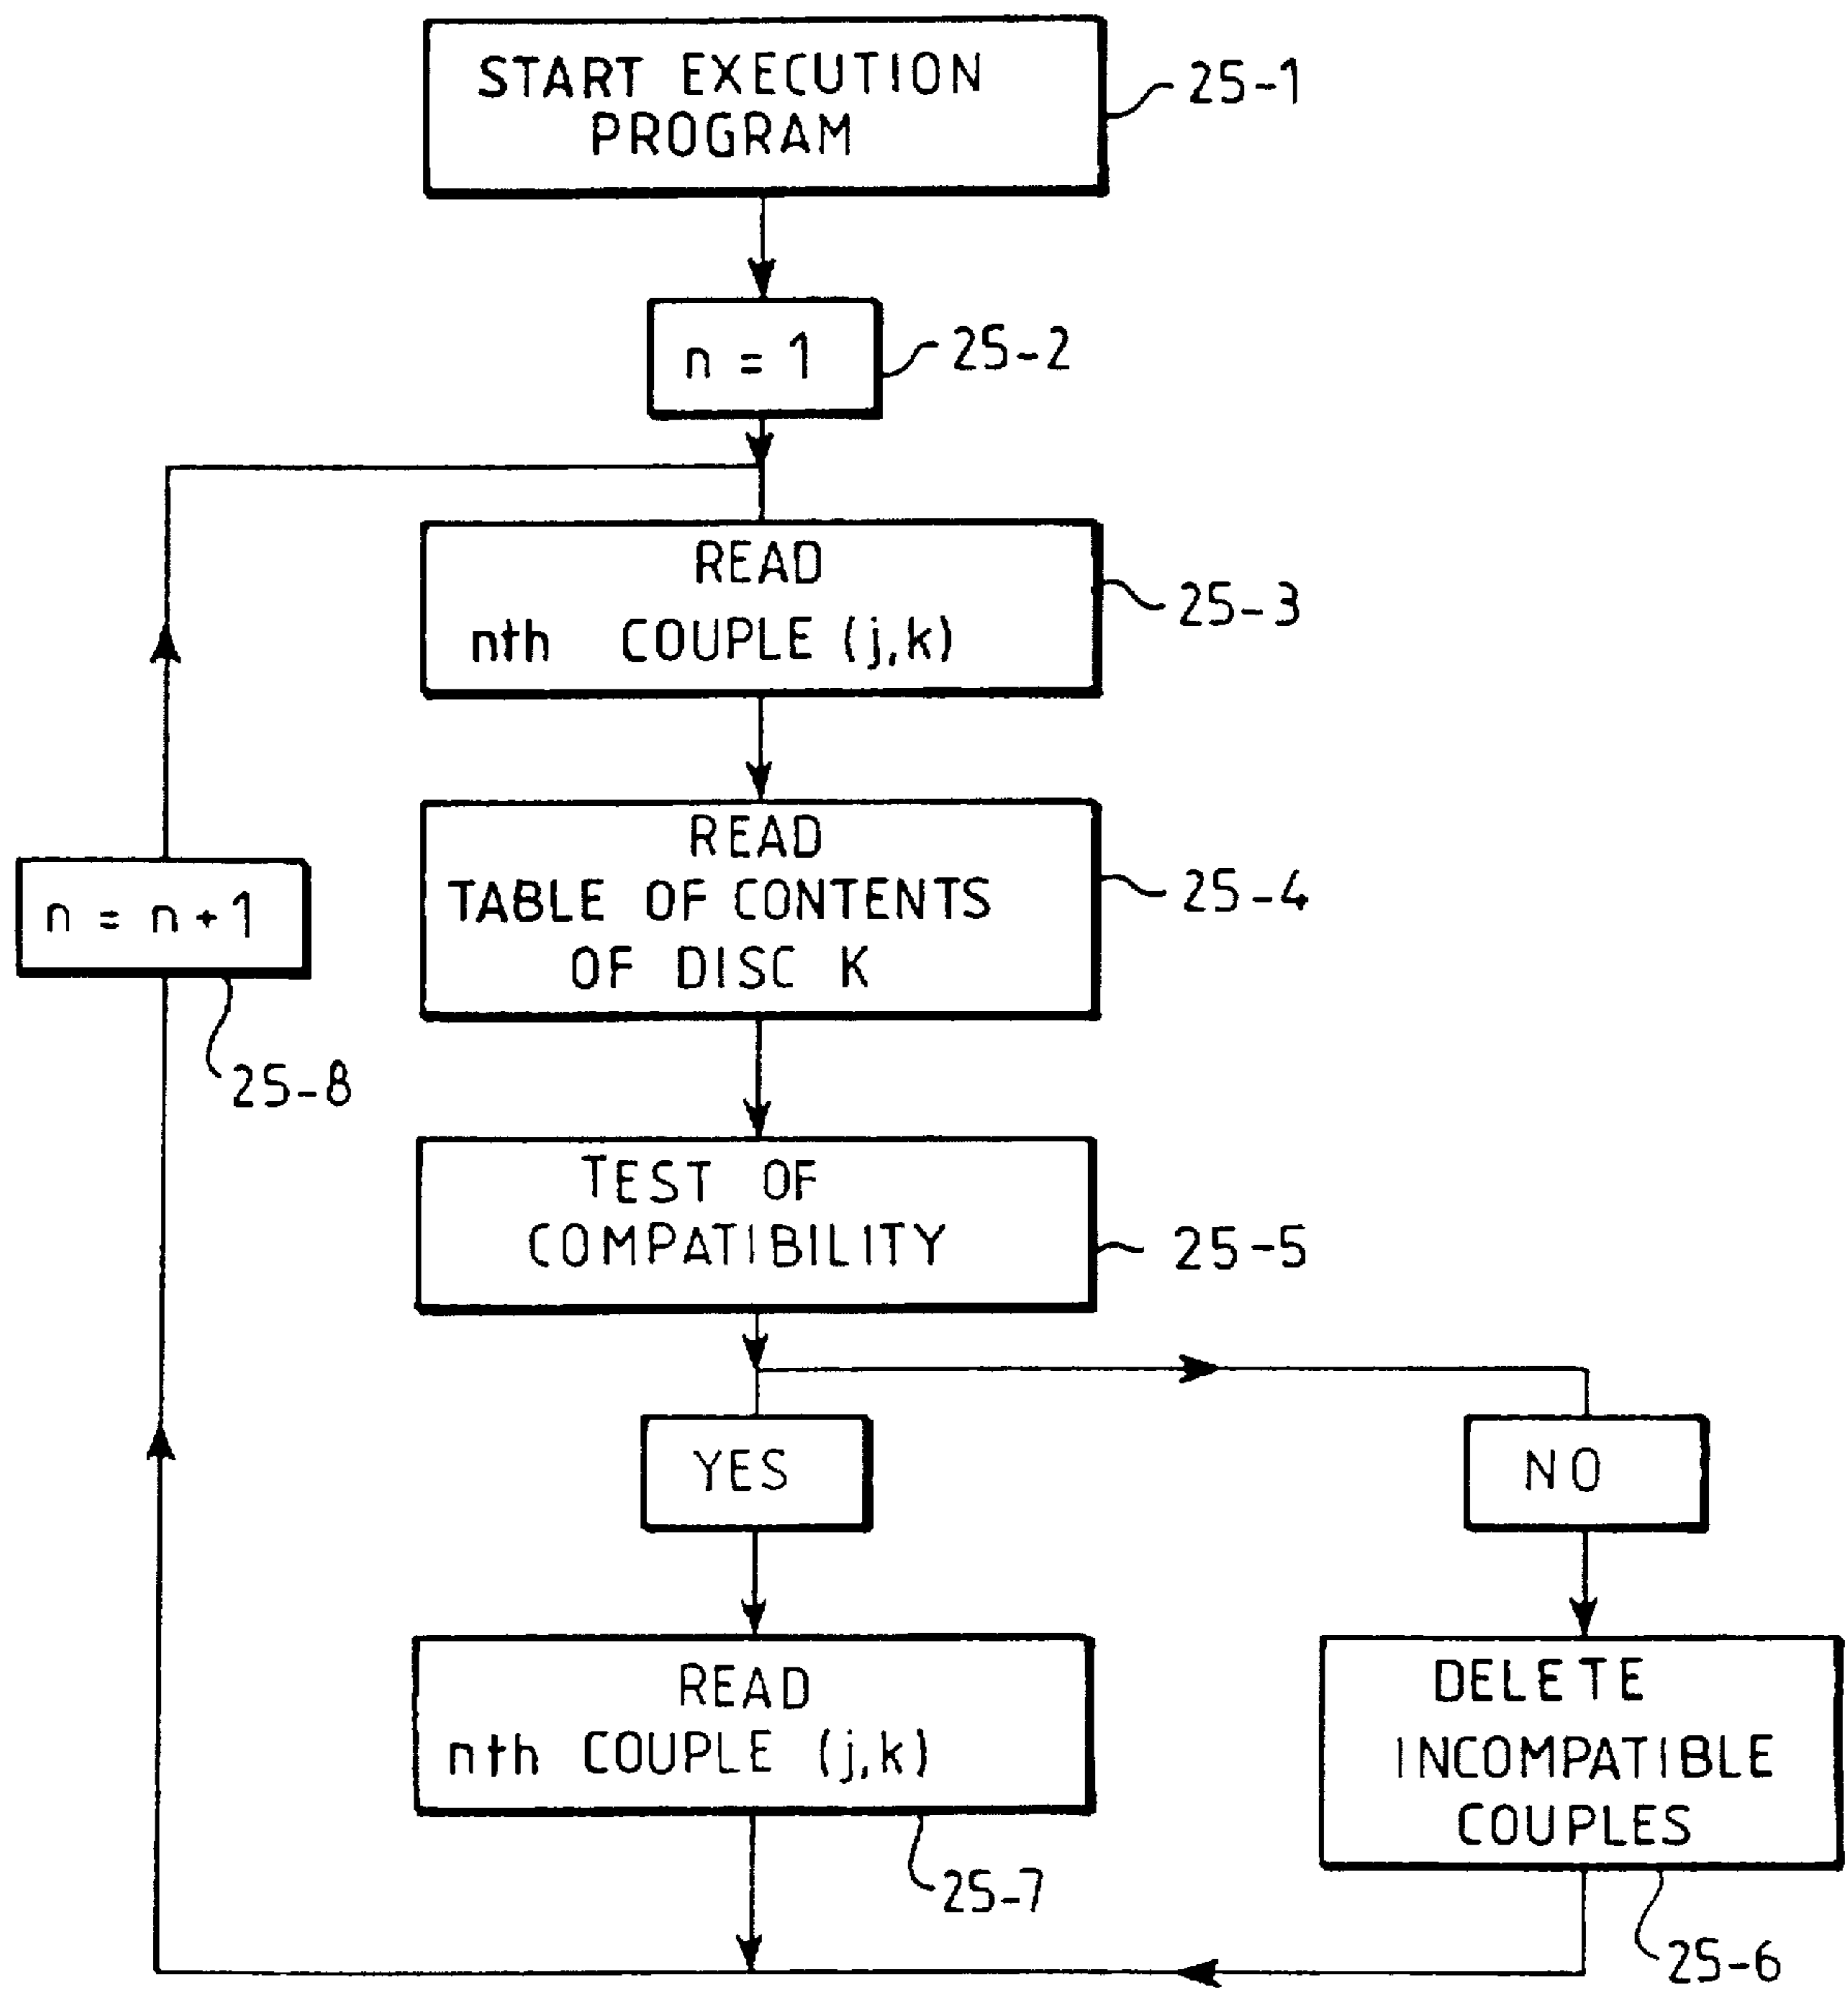 START EXECUTION
PROGRAM
25-1
n = 1
25-2
READ
nth COUPLE (j,k)
25-3
READ
TABLE OF CONTENTS
OF DISC K
25-4
n = n + 1
25-8
TEST OF
COMPATIBILITY
25-5
YES
NO
READ
nth COUPLE (j,k)
25-7
DELETE
INCOMPATIBLE
COUPLES
25-6